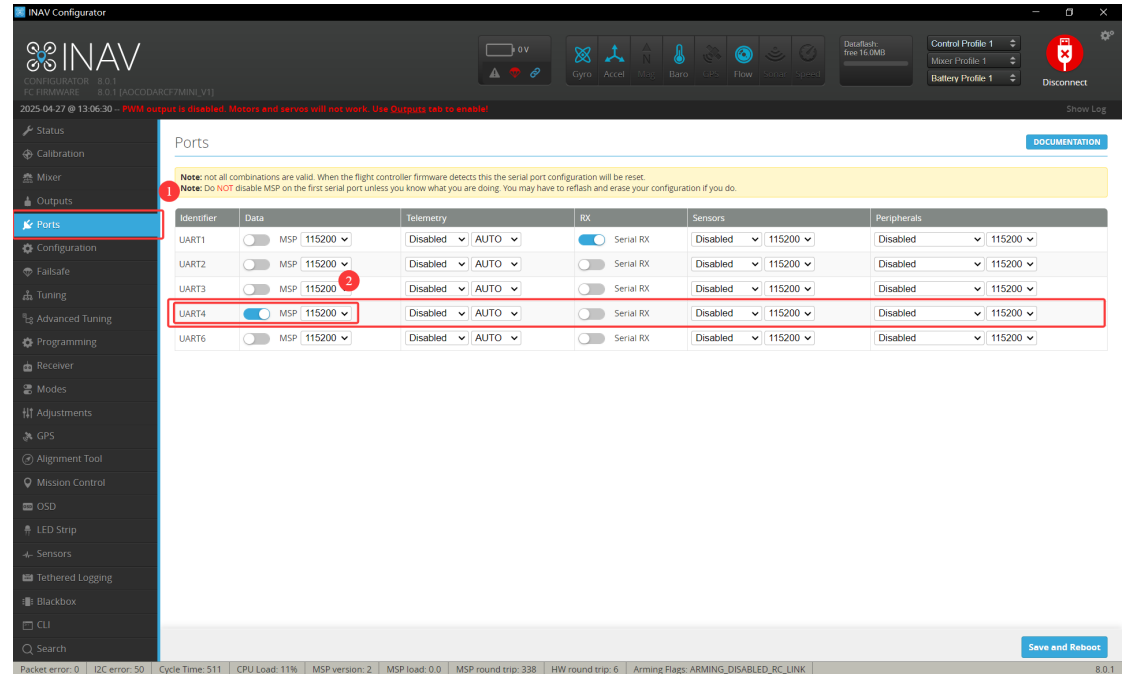 INAV Configurator
INAV
CONFIGURATOR 8.0.1
FC FIRMWARE 8.0.1 [AOCODARCF7MINI_V1]
0 V
Gyro Accel Mag Baro GPS Flow Sonar Speed
Dataflash:
free 16.0MB
Control Profile 1
Mixer Profile 1
Battery Profile 1
Disconnect
2025-04-27 @ 13:06:30 -- PWM output is disabled. Motors and servos will not work. Use Outputs tab to enable!
Show Log
Status
Calibration
Mixer
Outputs
Ports
Configuration
Failsafe
Tuning
Advanced Tuning
Programming
Receiver
Modes
Adjustments
GPS
Alignment Tool
Mission Control
OSD
LED Strip
Sensors
Tethered Logging
Blackbox
CLI
Search
1
Ports
DOCUMENTATION
Note: not all combinations are valid. When the flight controller firmware detects this the serial port configuration will be reset.
Note: Do NOT disable MSP on the first serial port unless you know what you are doing. You may have to reflash and erase your configuration if you do.
Identifier Data Telemetry RX Sensors Peripherals
UART1 MSP 115200 Disabled AUTO Serial RX Disabled 115200 Disabled 115200
UART2 MSP 115200 Disabled AUTO Serial RX Disabled 115200 Disabled 115200
2
UART3 MSP 115200 Disabled AUTO Serial RX Disabled 115200 Disabled 115200
UART4 MSP 115200 Disabled AUTO Serial RX Disabled 115200 Disabled 115200
UART6 MSP 115200 Disabled AUTO Serial RX Disabled 115200 Disabled 115200
Save and Reboot
Packet error: 0 I2C error: 50 Cycle Time: 511 CPU Load: 11% MSP version: 2 MSP load: 0.0 MSP round trip: 338 HW round trip: 6 Arming Flags: ARMING_DISABLED_RC_LINK 8.0.1